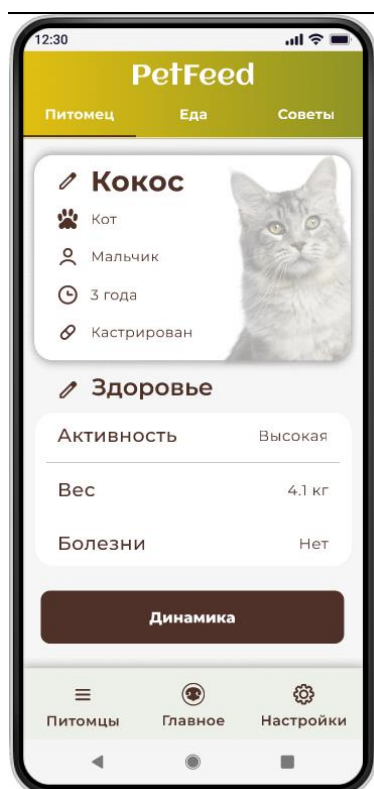 12:30
PetFeed
Питомец Еда Советы
Кокос
Кот
Мальчик
3 года
Кастрирован
Здоровье
Активность Высокая
Вес 4.1 кг
Болезни Нет
Динамика
Питомцы Главное Настройки